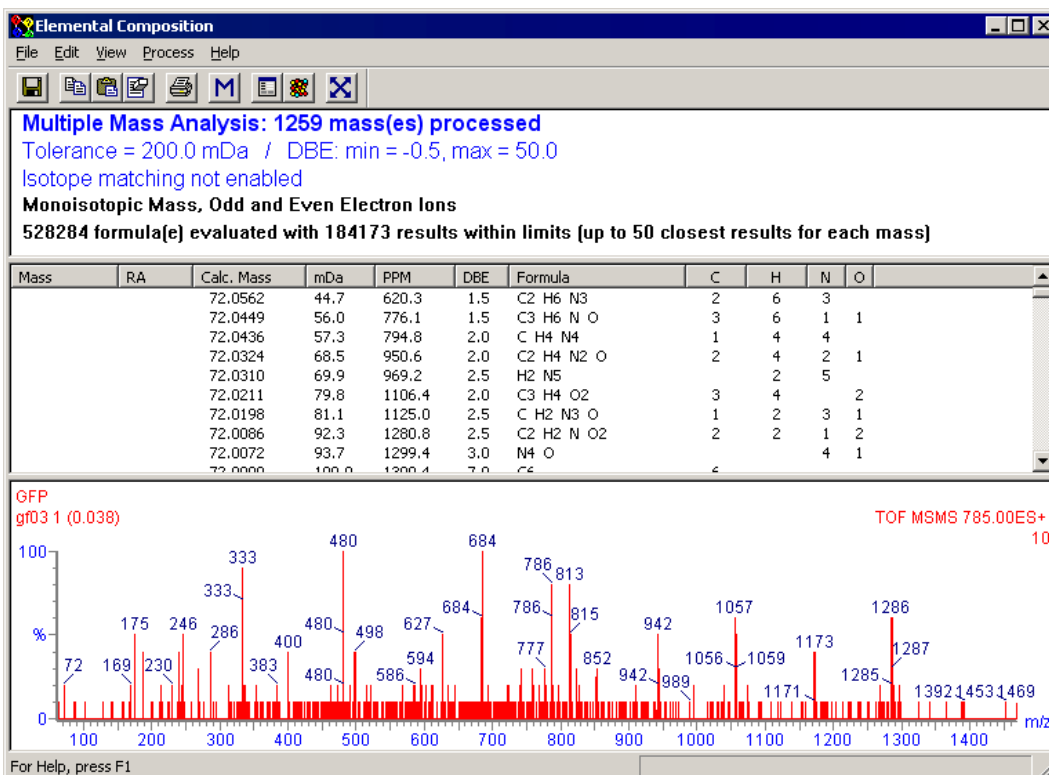 Elemental Composition
File Edit View Process Help
M
Multiple Mass Analysis: 1259 mass(es) processed
Tolerance = 200.0 mDa / DBE: min = -0.5, max = 50.0
Isotope matching not enabled
Monoisotopic Mass, Odd and Even Electron Ions
528284 formula(e) evaluated with 184173 results within limits (up to 50 closest results for each mass)
Mass RA Calc. Mass mDa PPM DBE Formula C H N O
72.0562 44.7 620.3 1.5 C2 H6 N3 2 6 3
72.0449 56.0 776.1 1.5 C3 H6 N O 3 6 1 1
72.0436 57.3 794.8 2.0 C H4 N4 1 4 4
72.0324 68.5 950.6 2.0 C2 H4 N2 O 2 4 2 1
72.0310 69.9 969.2 2.5 H2 N5 2 5
72.0211 79.8 1106.4 2.0 C3 H4 O2 3 4 2
72.0198 81.1 1125.0 2.5 C H2 N3 O 1 2 3 1
72.0086 92.3 1280.8 2.5 C2 H2 N O2 2 2 1 2
72.0072 93.7 1299.4 3.0 N4 O 4 1
GFP
gf03 1 (0.038) TOF MSMS 785.00ES+
10
480 684
100 333 786 813
333 684 786 815 1057 1286
175 246 480 498 627 942
% 286 400 777 1287
72 169 230 383 480 586 594 852 942 989 1056 1059 1173 1285
1171 1392 1453 1469
0 m/z
100 200 300 400 500 600 700 800 900 1000 1100 1200 1300 1400
For Help, press F1